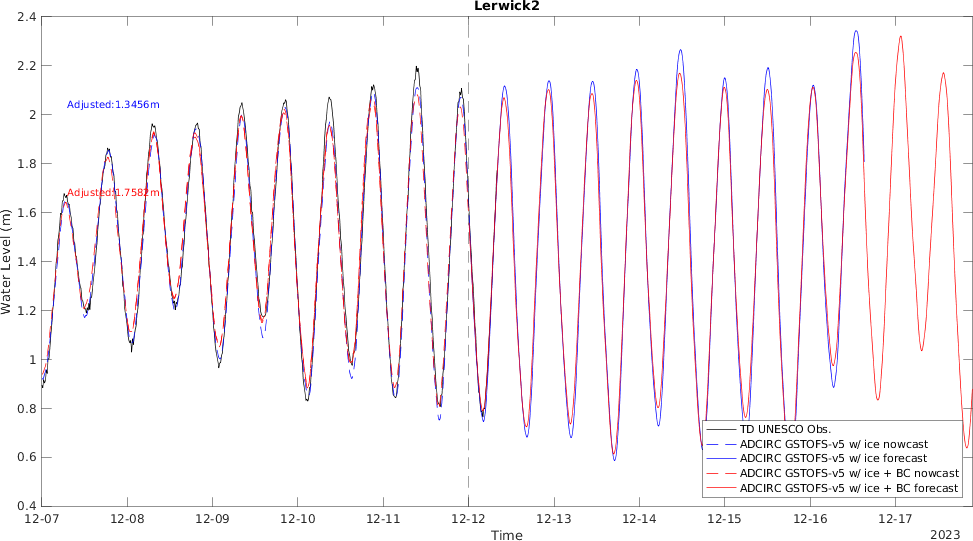 Lerwick2
2.4
2.2
2
1.8
1.6
1.4
1.2
1
0.8
0.6
0.4
Water Level (m)
Adjusted:1.3456m
Adjusted:1.7582m
TD UNESCO Obs.
ADCIRC GSTOFS-v5 w/ ice nowcast
ADCIRC GSTOFS-v5 w/ ice forecast
ADCIRC GSTOFS-v5 w/ ice + BC nowcast
ADCIRC GSTOFS-v5 w/ ice + BC forecast
12-07 12-08 12-09 12-10 12-11 12-12 12-13 12-14 12-15 12-16 12-17
Time
2023